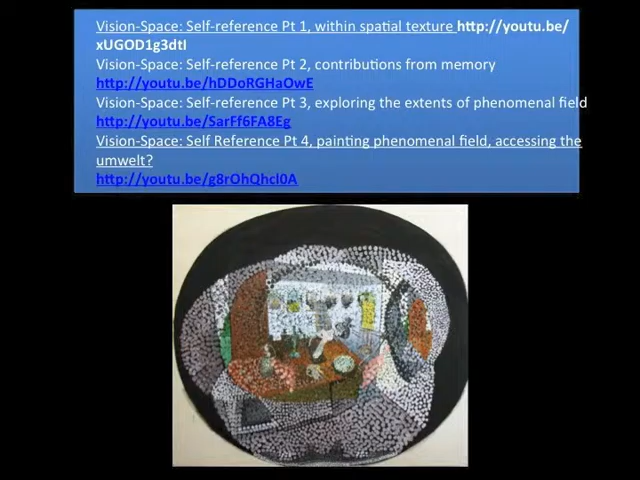 Vision-Space: Self-reference Pt 1, within spatial texture http://youtu.be/
xUGOD1g3dtI
Vision-Space: Self-reference Pt 2, contributions from memory
http://youtu.be/hDDoRGHaOwE
Vision-Space: Self-reference Pt 3, exploring the extents of phenomenal field
http://youtu.be/SarFf6FA8Eg
Vision-Space: Self Reference Pt 4, painting phenomenal field, accessing the
umwelt?
http://youtu.be/g8rOhQhcI0A